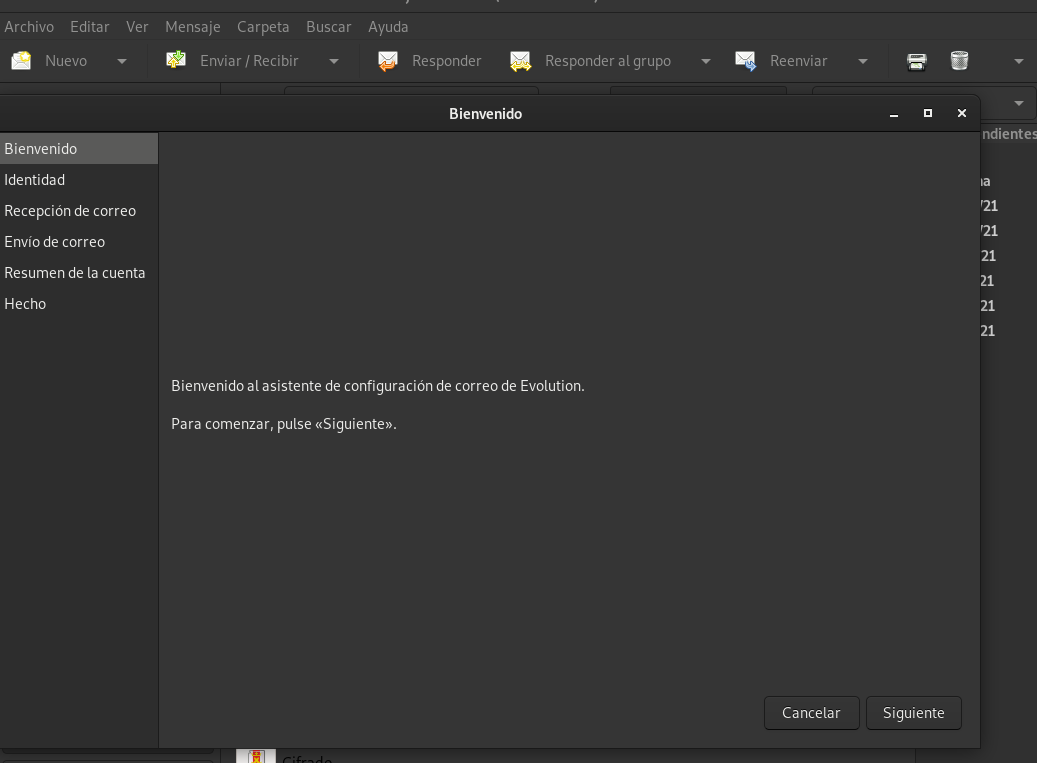 Archivo Editar Ver Mensaje Carpeta Buscar Ayuda
Nuevo Enviar / Recibir Responder Responder al grupo Reenviar
Bienvenido
ndientes
Bienvenido
Identidad
na
Recepción de correo
/21
/21
Envío de correo
21
Resumen de la cuenta
21
Hecho
21
21
Bienvenido al asistente de configuración de correo de Evolution.
Para comenzar, pulse «Siguiente».
Cancelar Siguiente
Cifrado